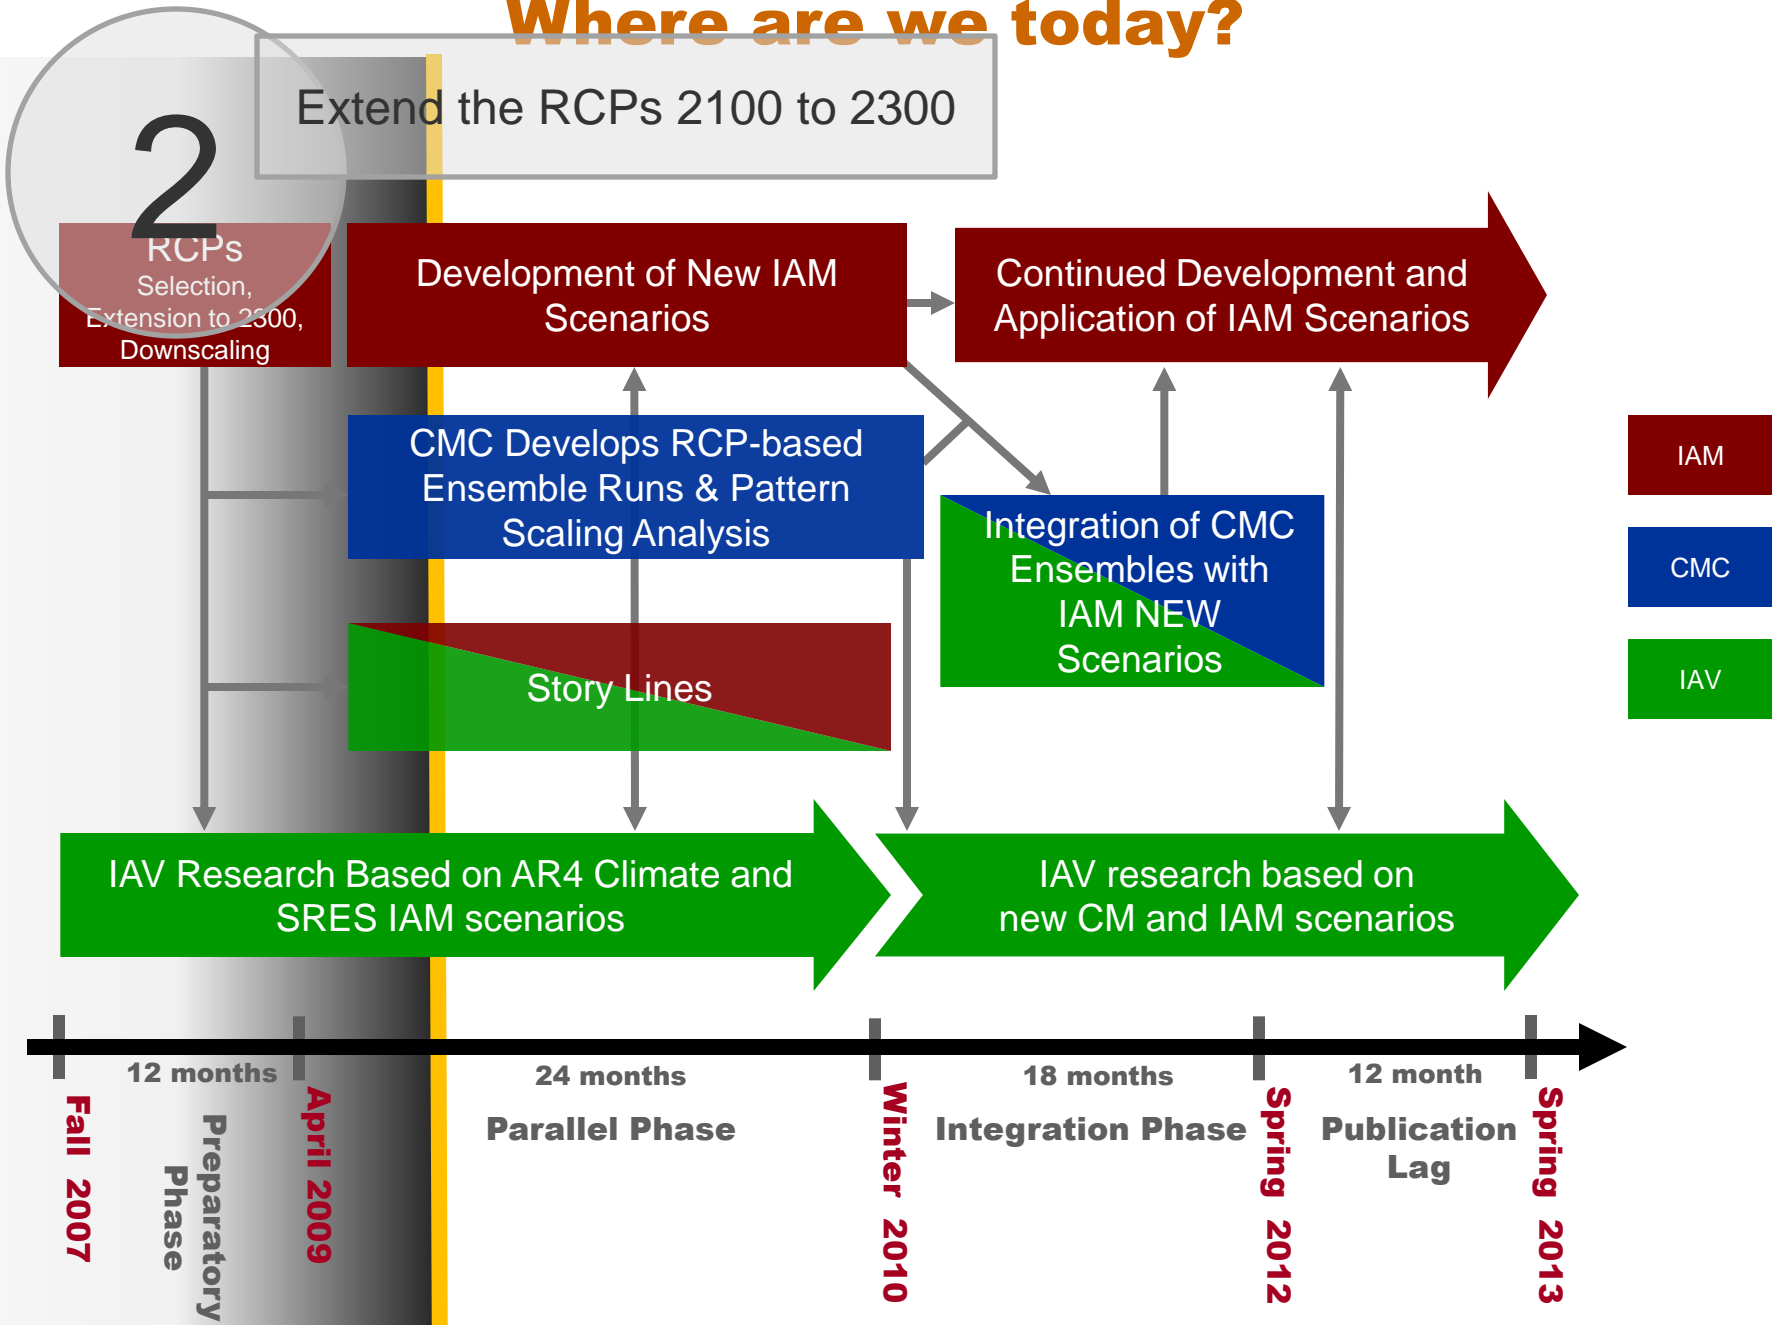 Where are we today?
Extend the RCPs 2100 to 2300
2
RCPs
Selection,
Extension to 2300,
Downscaling
Development of New IAM
Scenarios
Continued Development and
Application of IAM Scenarios
CMC Develops RCP-based
Ensemble Runs & Pattern
Scaling Analysis
Integration of CMC
Ensembles with
IAM NEW
Scenarios
Story Lines
IAM
CMC
IAV
IAV Research Based on AR4 Climate and
SRES IAM scenarios
IAV research based on
new CM and IAM scenarios
12 months
24 months
18 months
12 month
Fall 2007
Preparatory
Phase
April 2009
Parallel Phase
Winter 2010
Integration Phase
Spring 2012
Publication
Lag
Spring 2013